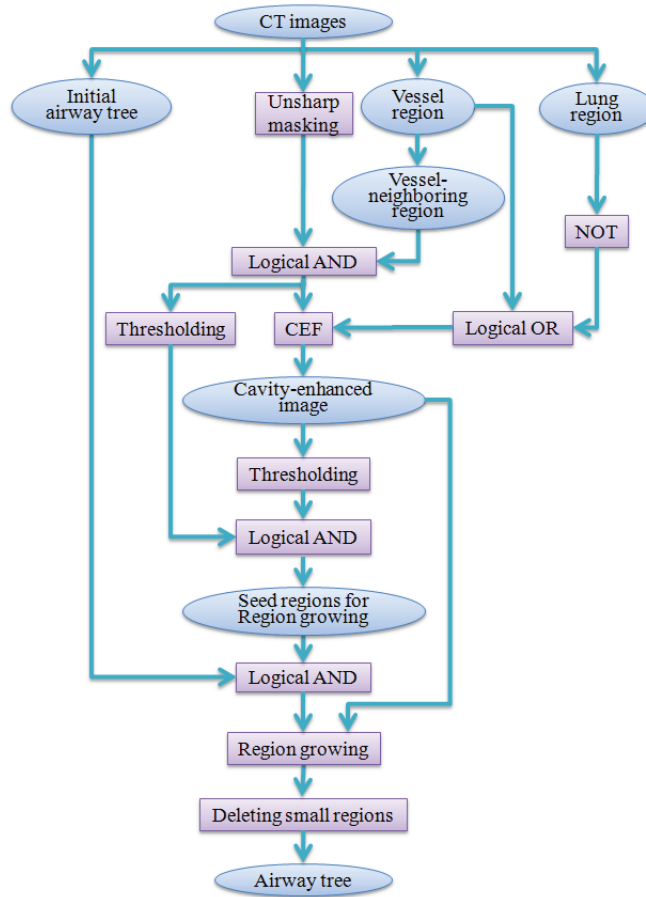 CT images
Initial
airway tree
Unsharp
masking
Vessel
region
Lung
region
Vessel-
neighboring
region
NOT
Logical AND
Thresholding
CEF
Logical OR
Cavity-enhanced
image
Thresholding
Logical AND
Seed regions for
Region growing
Logical AND
Region growing
Deleting small regions
Airway tree